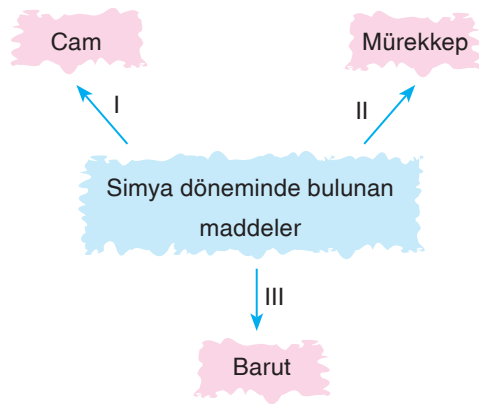 Cam
Mürekkep
I
II
Simya döneminde bulunan
maddeler
III
Barut